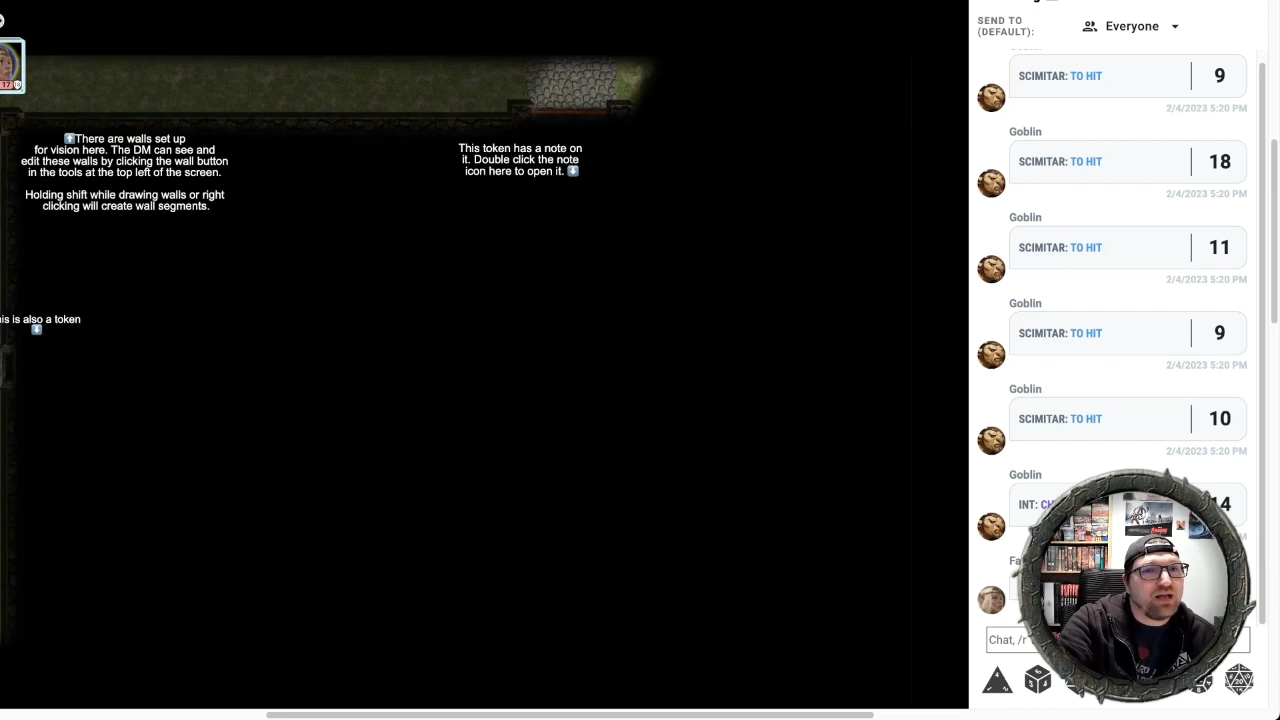 SEND TO
(DEFAULT):
Everyone
SCIMITAR: TO HIT
9
2/4/2023 5:20 PM
Goblin
SCIMITAR: TO HIT
18
2/4/2023 5:20 PM
Goblin
SCIMITAR: TO HIT
11
2/4/2023 5:20 PM
Goblin
SCIMITAR: TO HIT
9
2/4/2023 5:20 PM
Goblin
SCIMITAR: TO HIT
10
2/4/2023 5:20 PM
Goblin
INT:
14
Chat, /r
17
There are walls set up
for vision here. The DM can see and
edit these walls by clicking the wall button
in the tools at the top left of the screen.
Holding shift while drawing walls or right
clicking will create wall segments.
This token has a note on
it. Double click the note
icon here to open it.
is is also a token